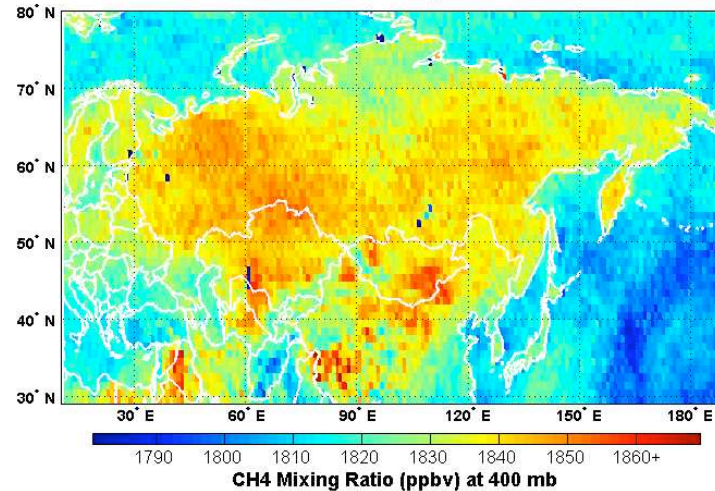 80° N
70° N
60° N
50° N
40° N
30° N
30° E 60° E 90° E 120° E 150° E 180° E
1790 1800 1810 1820 1830 1840 1850 1860+
CH4 Mixing Ratio (ppbv) at 400 mb